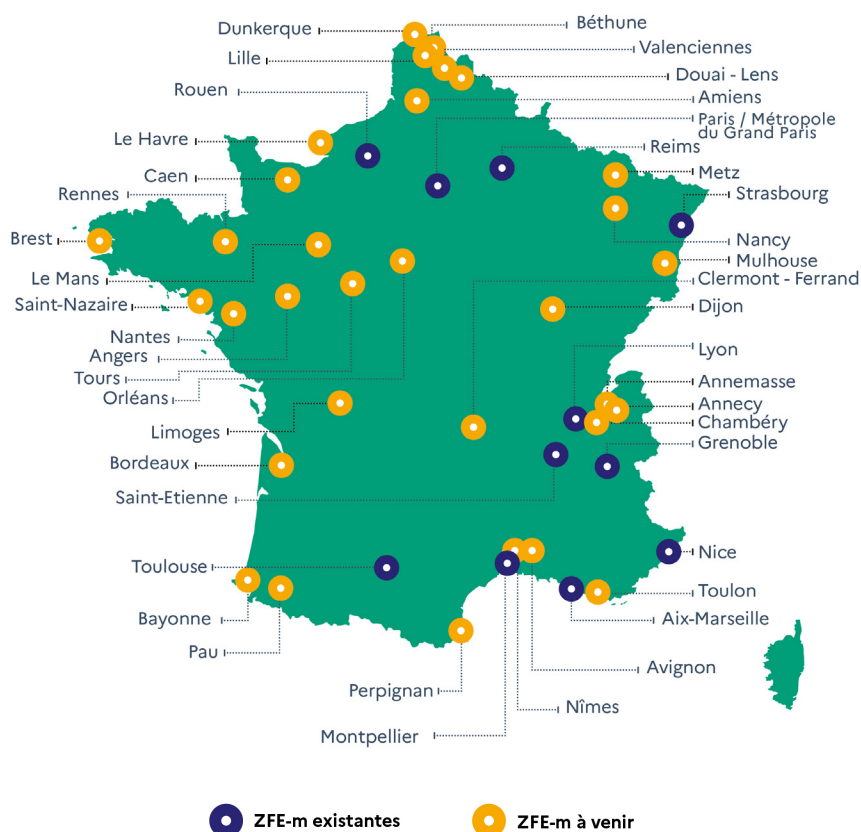 Dunkerque
Béthune
Valenciennes
Lille
Douai - Lens
Rouen
Amiens
Paris / Métropole
du Grand Paris
Le Havre
Reims
Caen
Metz
Rennes
Strasbourg
Brest
Nancy
Mulhouse
Le Mans
Clermont - Ferrand
Saint-Nazaire
Dijon
Nantes
Angers
Lyon
Tours
Annemasse
Orléans
Annecy
Limoges
Chambéry
Grenoble
Bordeaux
Saint-Etienne
Toulouse
Nice
Toulon
Bayonne
Aix-Marseille
Pau
Avignon
Perpignan
Nîmes
Montpellier
ZFE-m existantes
ZFE-m à venir